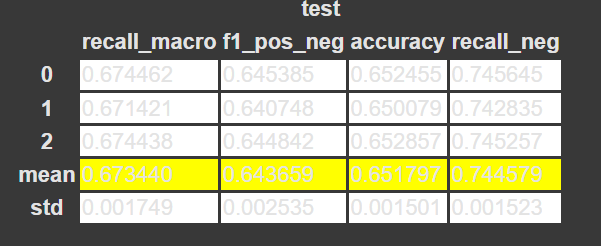 test
recall_macro f1_pos_neg accuracy recall_neg
0 0.674462 0.645385 0.652455 0.745645
1 0.671421 0.640748 0.650079 0.742835
2 0.674438 0.644842 0.652857 0.745257
mean 0.673440 0.643659 0.651797 0.744579
std 0.001749 0.002535 0.001501 0.001523